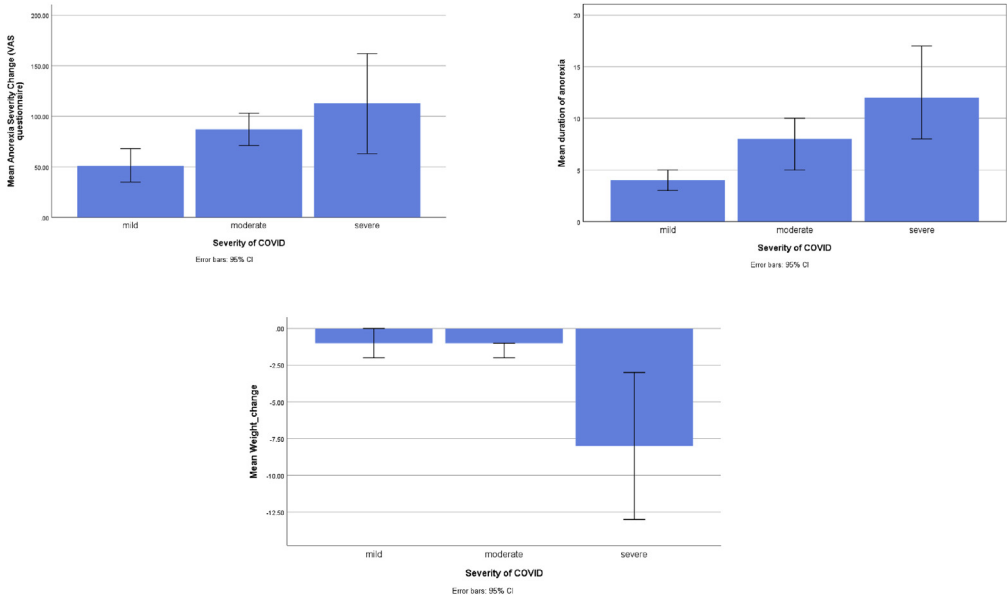 Mean Anorexia Severity Change (VAS
questionnaire)
200.00
150.00
100.00
50.00
.00
mild moderate severe
Severity of COVID
Error bars: 95% CI
Mean duration of anorexia
20
15
10
5
0
mild moderate severe
Severity of COVID
Error bars: 95% CI
Mean Weight_change
.00
-2.50
-5.00
-7.50
-10.00
-12.50
mild moderate severe
Severity of COVID
Error bars: 95% CI